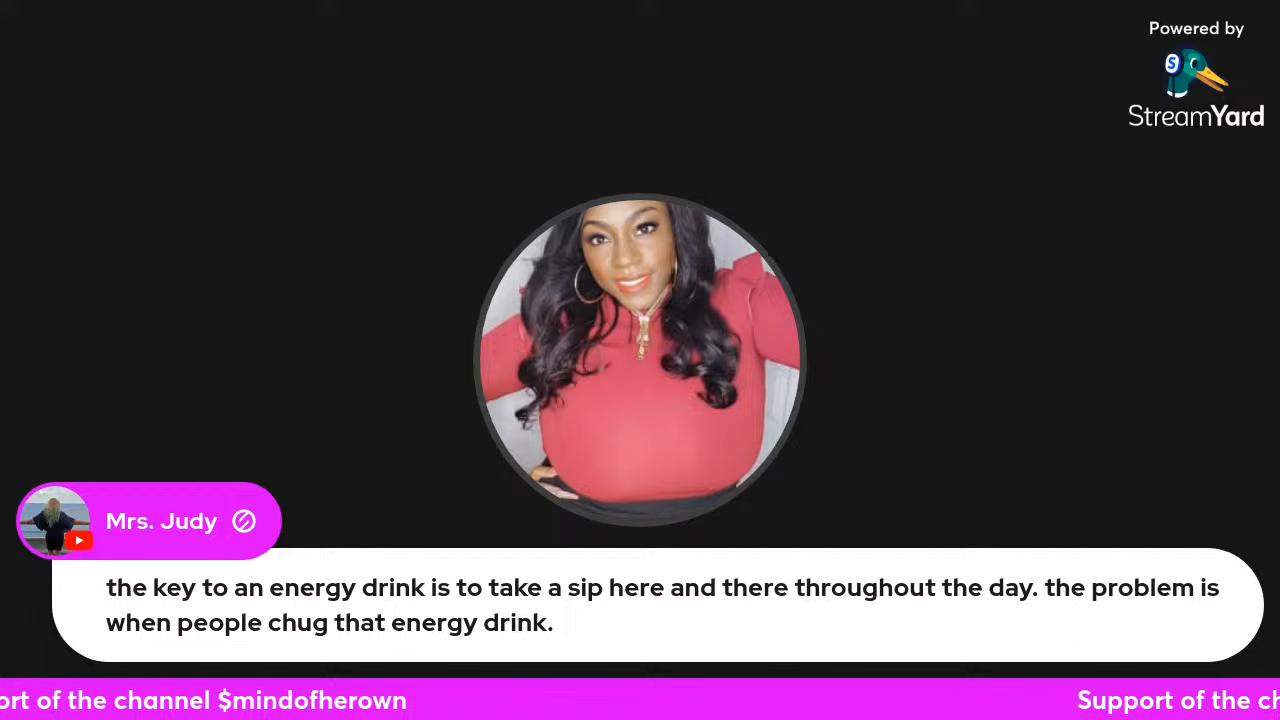 Powered by
S
StreamYard
Mrs. Judy
the key to an energy drink is to take a sip here and there throughout the day. the problem is
when people chug that energy drink.
ort of the channel $mindofherown
Support of the ch